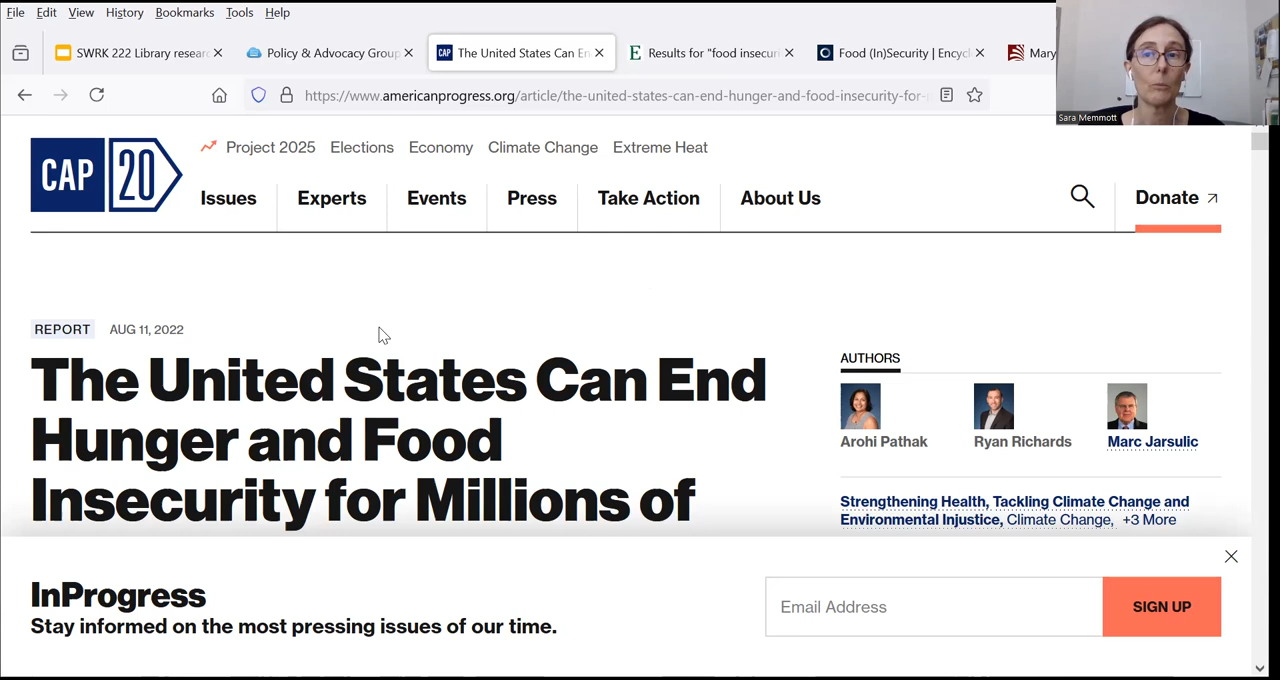 File Edit View History Bookmarks Tools Help
SWRK 222 Library resear
Policy & Advocacy Group
CAP The United States Can En
E Results for "food insecuri
Food (In)Security | Encyc
Mary
https://www.americanprogress.org/article/the-united-states-can-end-hunger-and-food-insecurity-for-
Sara Memmott
CAP 20
Project 2025 Elections Economy Climate Change Extreme Heat
Issues Experts Events Press Take Action About Us
Donate
REPORT AUG 11, 2022
The United States Can End
Hunger and Food
Insecurity for Millions of
AUTHORS
Arohi Pathak Ryan Richards Marc Jarsulic
Strengthening Health, Tackling Climate Change and
Environmental Injustice, Climate Change, +3 More
InProgress
Stay informed on the most pressing issues of our time.
Email Address
SIGN UP